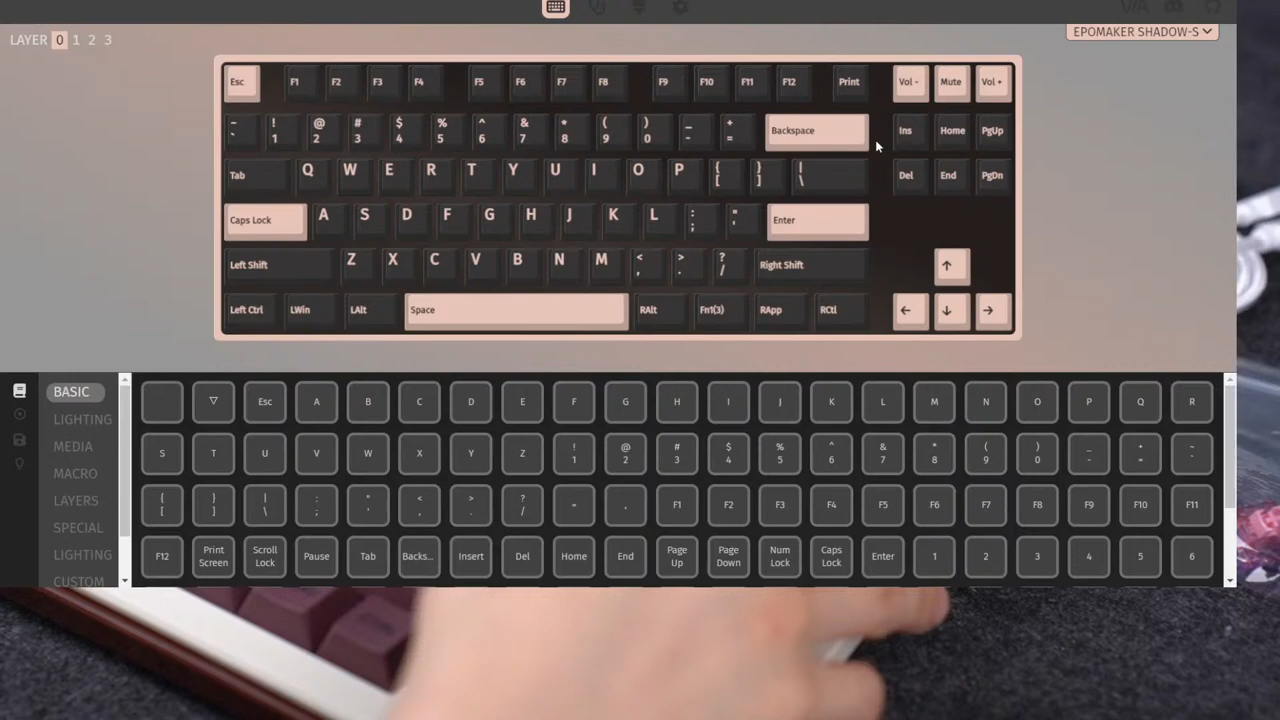 VIA
LAYER 0 1 2 3
EPOMAKER SHADOW-S
Esc F1 F2 F3 F4 F5 F6 F7 F8 F9 F10 F11 F12 Print Vol - Mute Vol +
~ ! @ # $ % ^ & * ( ) _ + Backspace Ins Home PgUp
` 1 2 3 4 5 6 7 8 9 0 - =
Tab Q W E R T Y U I O P { } | Del End PgDn
[ ] \
Caps Lock A S D F G H J K L : " Enter
; '
Left Shift Z X C V B N M < > ? Right Shift ↑
, . /
Left Ctrl LWin LAlt Space RAlt Fn1(3) RApp RCtl ← ↓ →
BASIC
LIGHTING
MEDIA
MACRO
LAYERS
SPECIAL
LIGHTING
CUSTOM
▽ Esc A B C D E F G H I J K L M N O P Q R
S T U V W X Y Z ! @ # $ % ^ & * ( ) _ + ~
1 2 3 4 5 6 7 8 9 0 - = `
{ } | : " < > ? = , F1 F2 F3 F4 F5 F6 F7 F8 F9 F10 F11
[ ] \ ; ' , . /
F12 Print Screen Scroll Lock Pause Tab Backs... Insert Del Home End Page Up Page Down Num Lock Caps Lock Enter 1 2 3 4 5 6